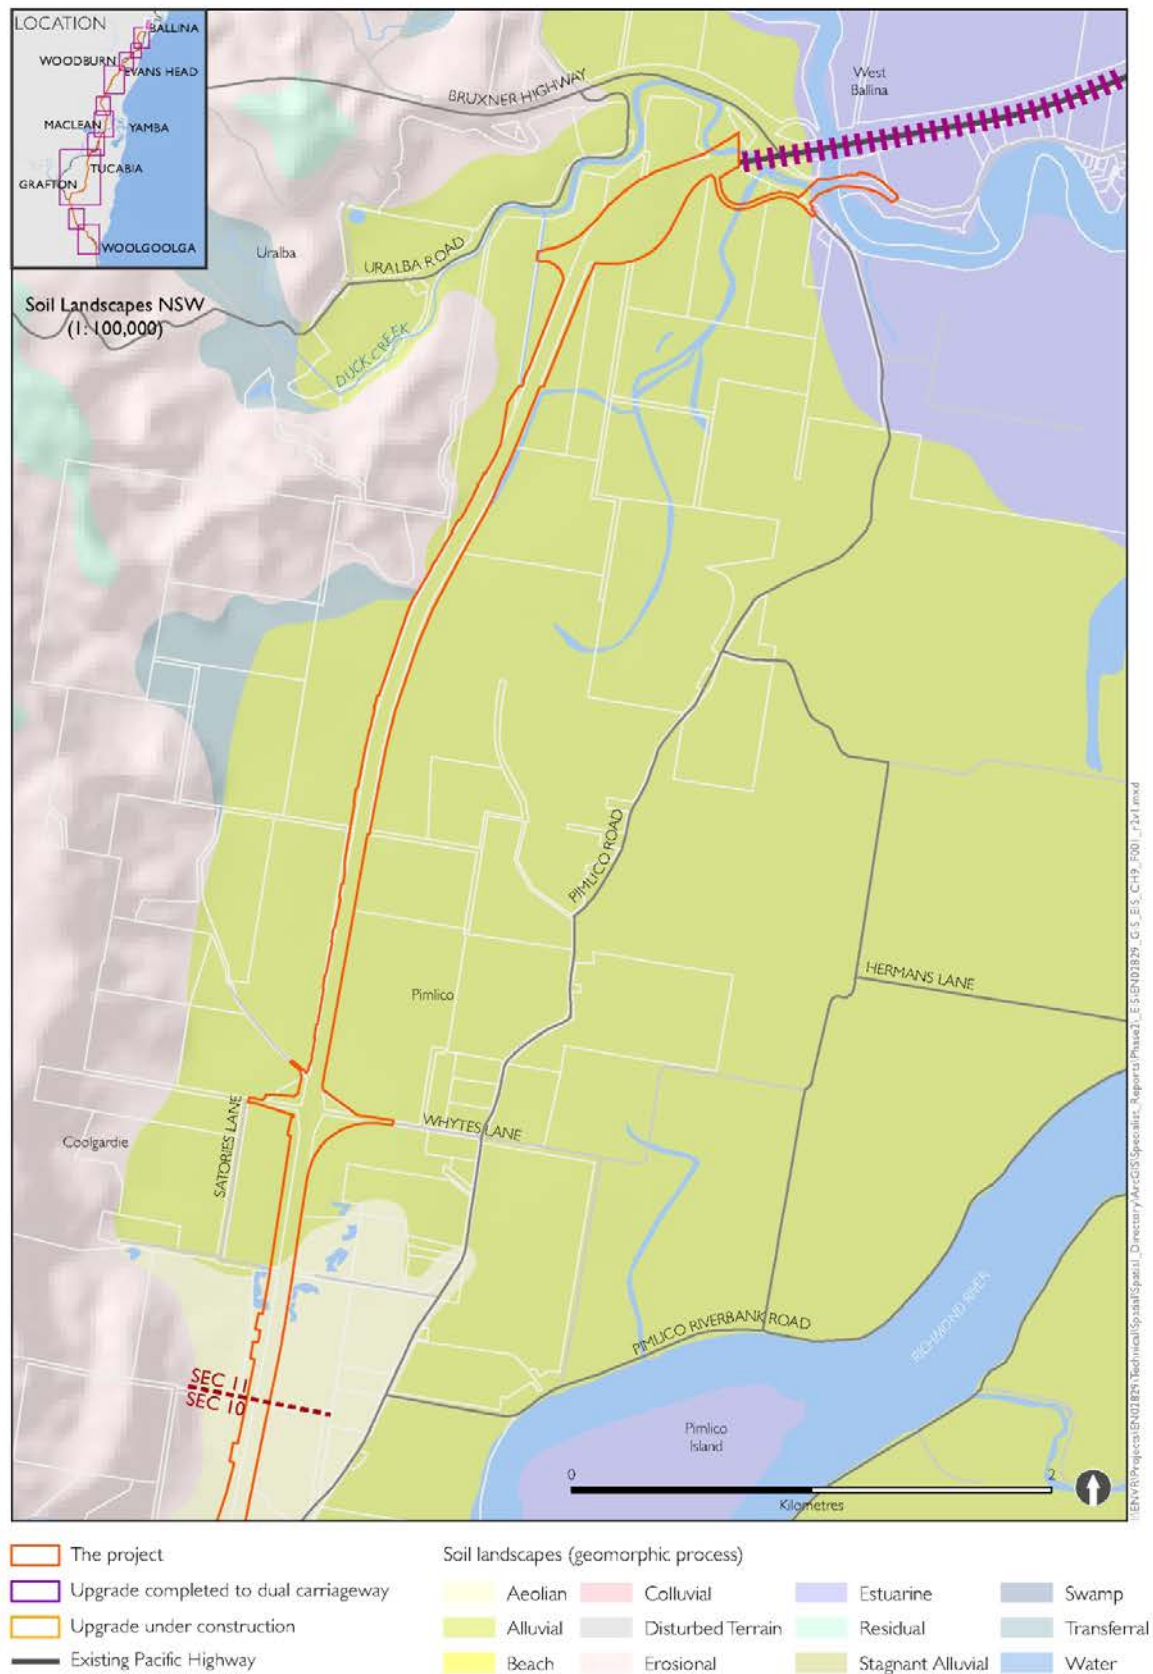 LOCATION
BALLINA
WOODBURN
EVANS HEAD
MACLEAN
YAMBA
TUCABIA
GRAFTON
WOOLGOOLGA
Soil Landscapes NSW
(1:100,000)
BRUXNER HIGHWAY
West
Ballina
Uralba
URALBA ROAD
DUCK CREEK
PIMLICO ROAD
HERMANS LANE
Pimlico
Coolgardie
SATORIES LANE
WHYTES LANE
PIMLICO RIVERBANK ROAD
RICHMOND RIVER
SEC 11
SEC 10
Pimlico
Island
0
2
Kilometres
The project
Upgrade completed to dual carriageway
Upgrade under construction
Existing Pacific Highway
Soil landscapes (geomorphic process)
Aeolian
Alluvial
Beach
Colluvial
Disturbed Terrain
Erosional
Estuarine
Residual
Stagnant Alluvial
Swamp
Transferral
Water